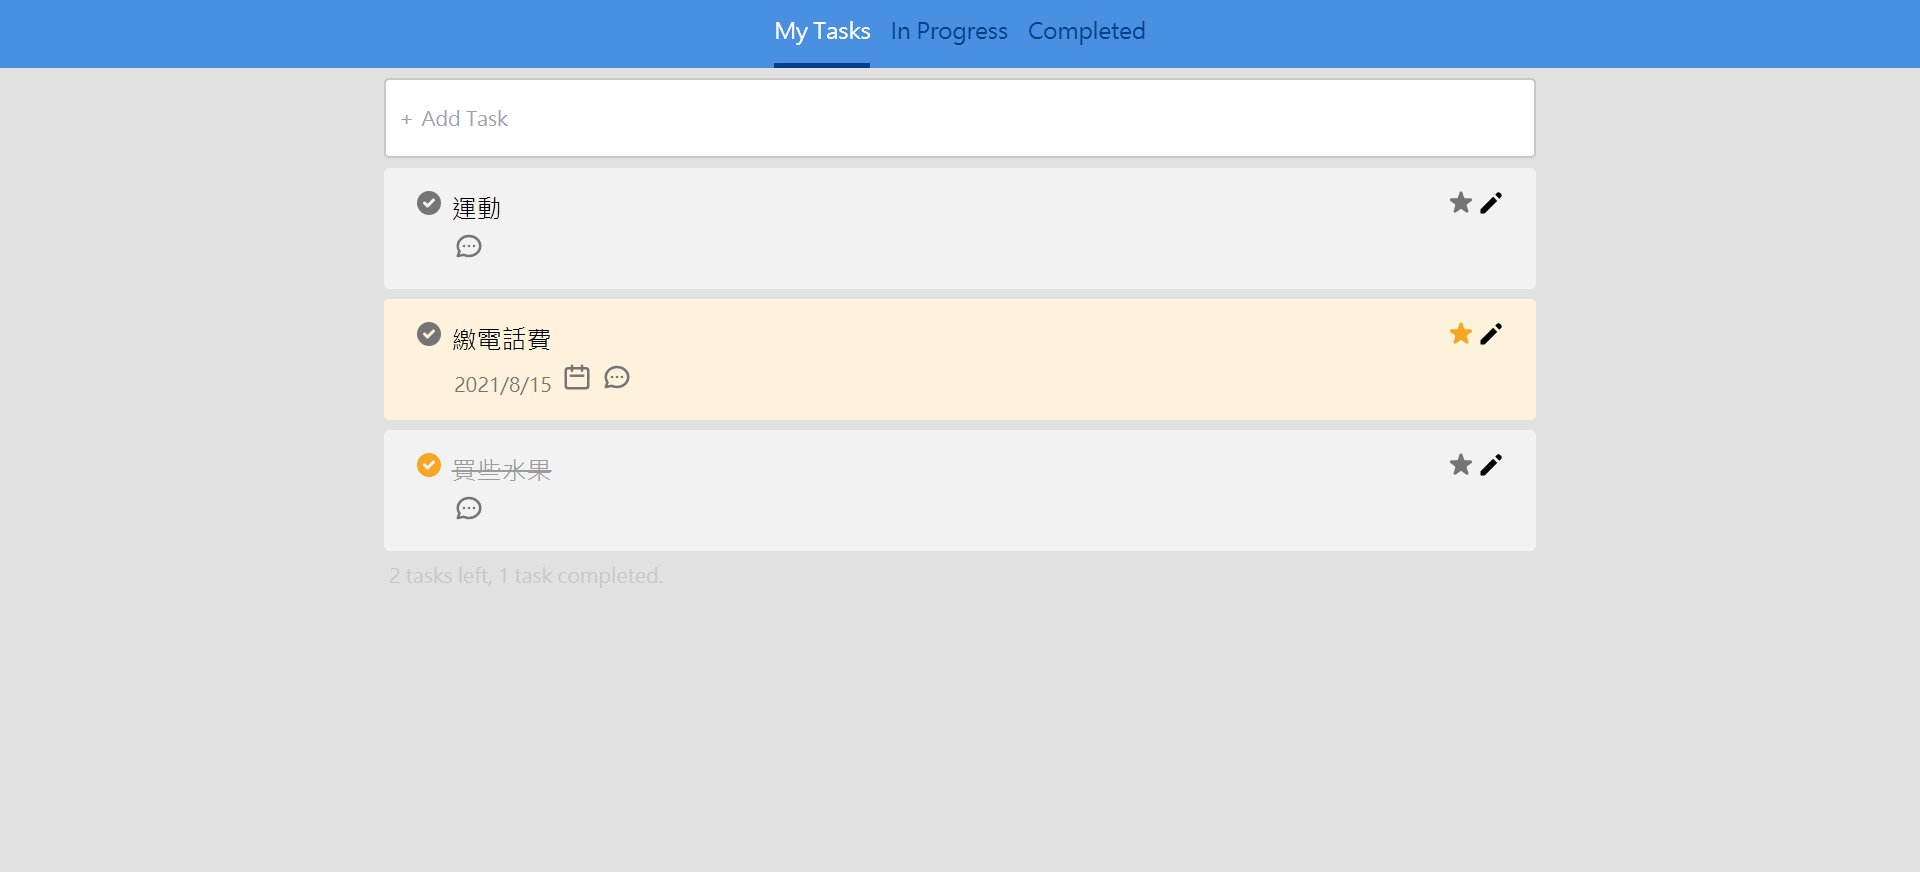 My Tasks In Progress Completed
+ Add Task
運動
繳電話費
2021/8/15
買些水果
2 tasks left, 1 task completed.